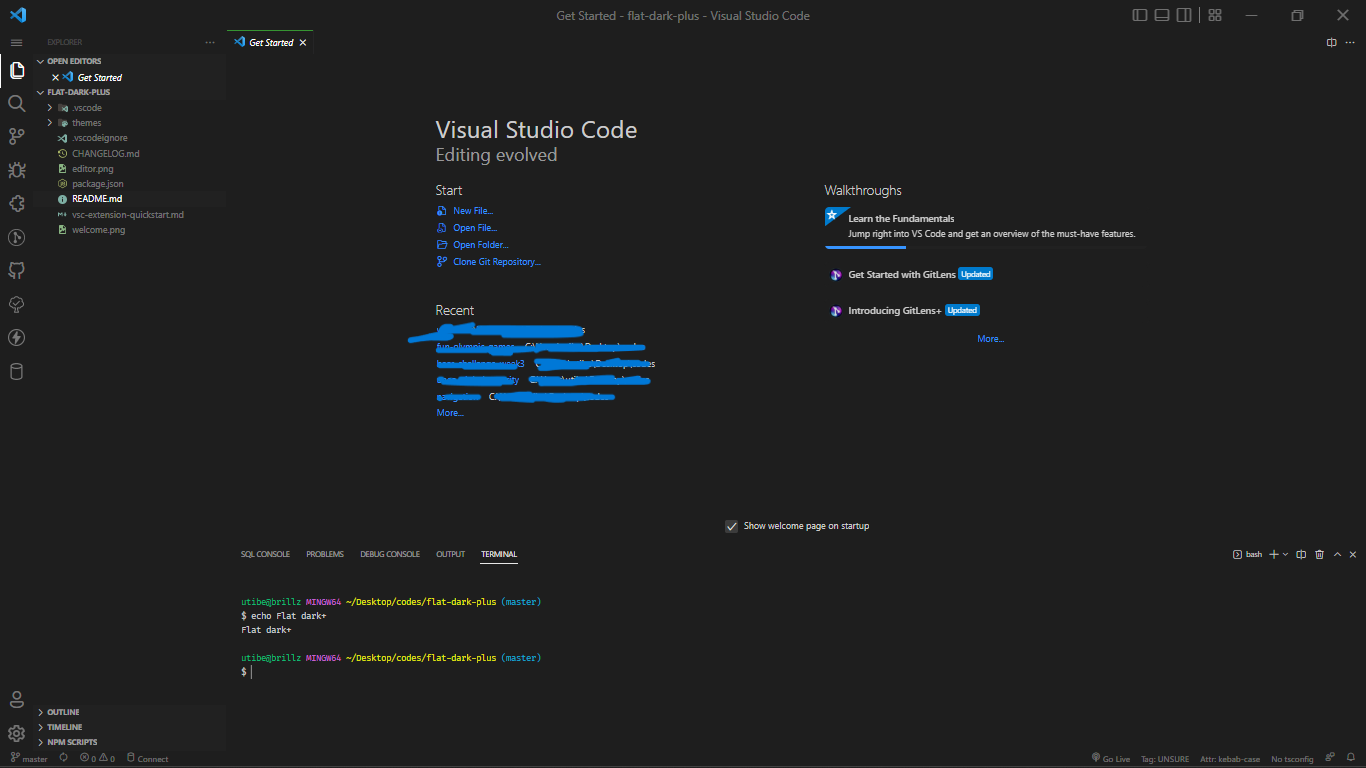 Get Started - flat-dark-plus - Visual Studio Code
EXPLORER
OPEN EDITORS
Get Started
FLAT-DARK-PLUS
.vscode
themes
.vscodeignore
CHANGELOG.md
editor.png
package.json
README.md
vsc-extension-quickstart.md
welcome.png
OUTLINE
TIMELINE
NPM SCRIPTS
Get Started
Visual Studio Code
Editing evolved
Start
New File...
Open File...
Open Folder...
Clone Git Repository...
Recent
More...
Walkthroughs
Learn the Fundamentals
Jump right into VS Code and get an overview of the must-have features.
Get Started with GitLens Updated
Introducing GitLens+ Updated
More...
Show welcome page on startup
SQL CONSOLE PROBLEMS DEBUG CONSOLE OUTPUT TERMINAL
bash
utibe@brillz MINGW64 ~/Desktop/codes/flat-dark-plus (master)
$ echo Flat dark+
Flat dark+
utibe@brillz MINGW64 ~/Desktop/codes/flat-dark-plus (master)
$
master 0 0 Connect Go Live Tag: UNSURE Attr: kebab-case No tsconfig